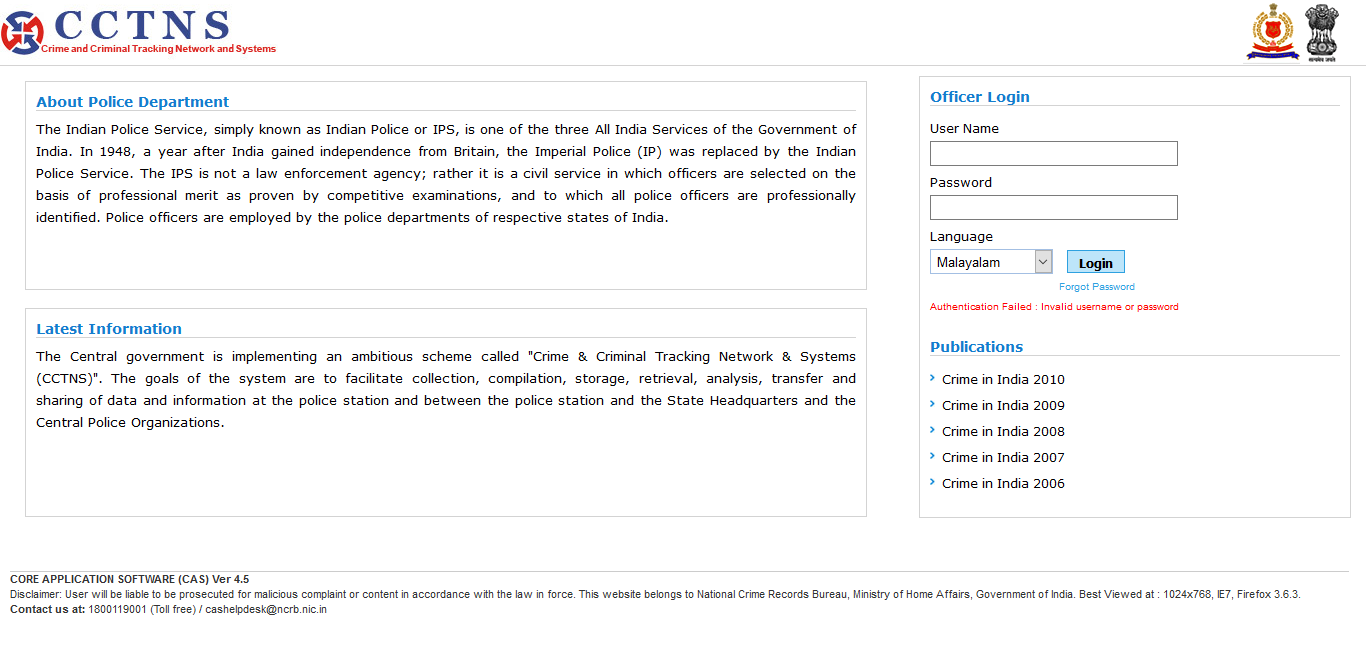 CCTNS
Crime and Criminal Tracking Network and Systems
सत्यमेव जयते
About Police Department
The Indian Police Service, simply known as Indian Police or IPS, is one of the three All India Services of the Government of
India. In 1948, a year after India gained independence from Britain, the Imperial Police (IP) was replaced by the Indian
Police Service. The IPS is not a law enforcement agency; rather it is a civil service in which officers are selected on the
basis of professional merit as proven by competitive examinations, and to which all police officers are professionally
identified. Police officers are employed by the police departments of respective states of India.
Latest Information
The Central government is implementing an ambitious scheme called "Crime & Criminal Tracking Network & Systems
(CCTNS)". The goals of the system are to facilitate collection, compilation, storage, retrieval, analysis, transfer and
sharing of data and information at the police station and between the police station and the State Headquarters and the
Central Police Organizations.
Officer Login
User Name
Password
Language
Malayalam
Login
Forgot Password
Authentication Failed : Invalid username or password
Publications
Crime in India 2010
Crime in India 2009
Crime in India 2008
Crime in India 2007
Crime in India 2006
CORE APPLICATION SOFTWARE (CAS) Ver 4.5
Disclaimer: User will be liable to be prosecuted for malicious complaint or content in accordance with the law in force. This website belongs to National Crime Records Bureau, Ministry of Home Affairs, Government of India. Best Viewed at : 1024x768, IE7, Firefox 3.6.3.
Contact us at: 1800119001 (Toll free) / cashelpdesk@ncrb.nic.in